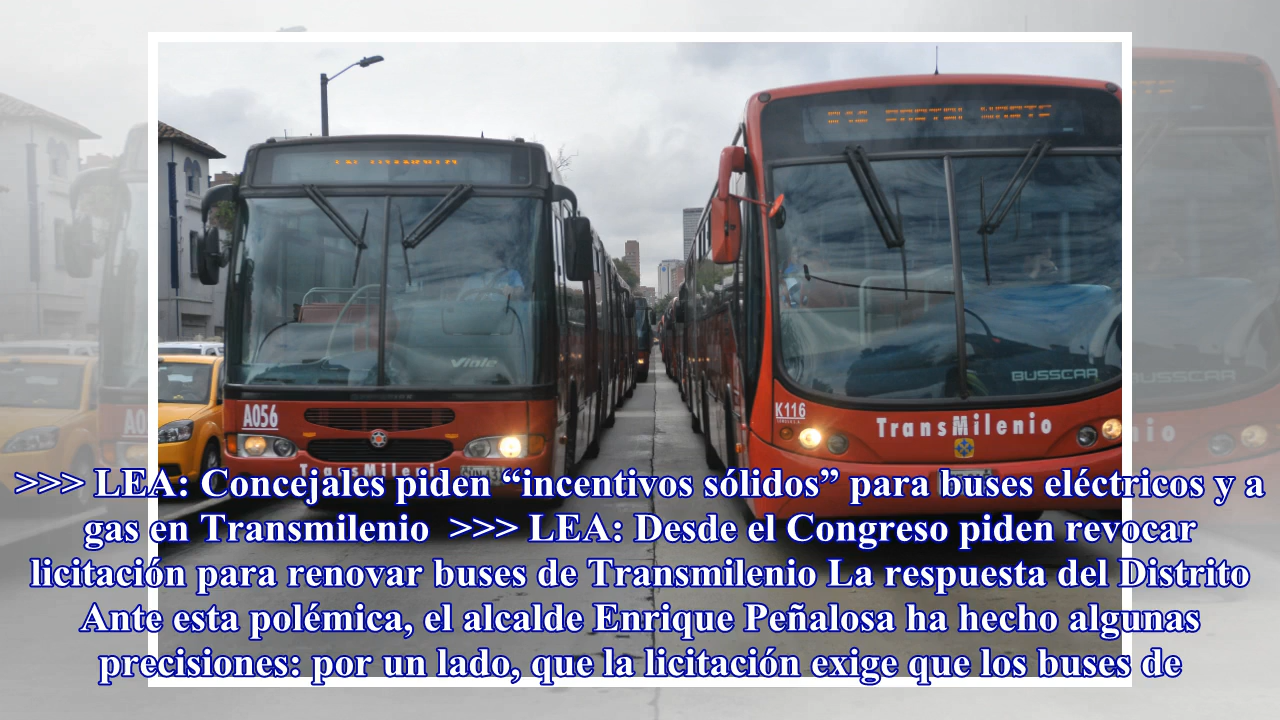 A056
Viale
TransMilenio
K116
BUSSCAR
TransMilenio
>>> LEA: Concejales piden “incentivos sólidos” para buses eléctricos y a
gas en Transmilenio  >>> LEA: Desde el Congreso piden revocar
licitación para renovar buses de Transmilenio La respuesta del Distrito
Ante esta polémica, el alcalde Enrique Peñalosa ha hecho algunas
precisiones: por un lado, que la licitación exige que los buses de